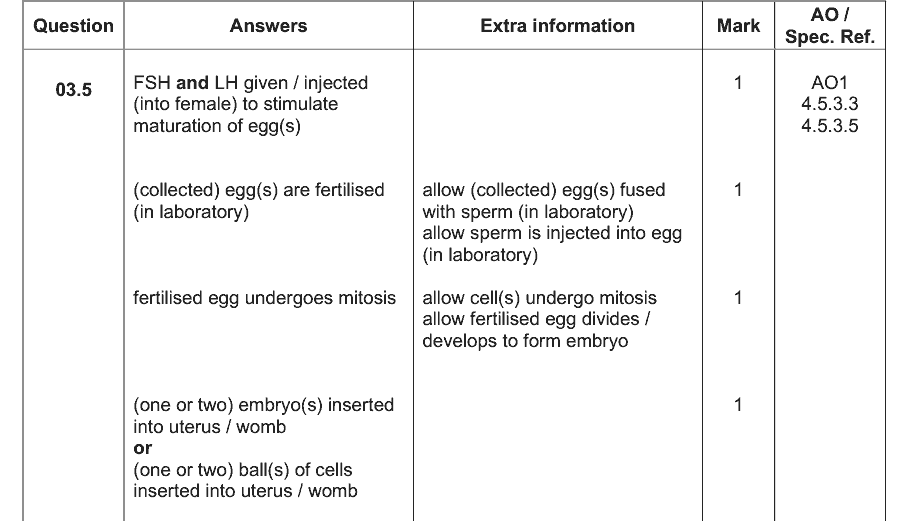 Question
Answers
Extra information
Mark
AO /
Spec. Ref.
03.5
FSH and LH given / injected
(into female) to stimulate
maturation of egg(s)
1
AO1
4.5.3.3
4.5.3.5
(collected) egg(s) are fertilised
(in laboratory)
allow (collected) egg(s) fused
with sperm (in laboratory)
allow sperm is injected into egg
(in laboratory)
1
fertilised egg undergoes mitosis
allow cell(s) undergo mitosis
allow fertilised egg divides /
develops to form embryo
1
(one or two) embryo(s) inserted
into uterus / womb
or
(one or two) ball(s) of cells
inserted into uterus / womb
1